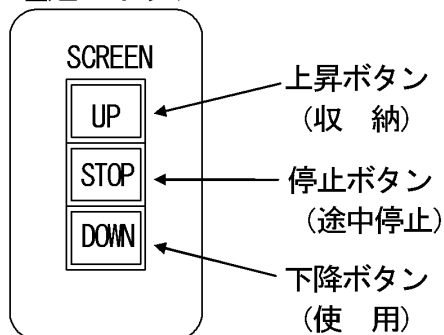 SCREEN
UP
STOP
DOWN
上昇ボタン
(収 納)
停止ボタン
(途中停止)
下降ボタン
(使 用)